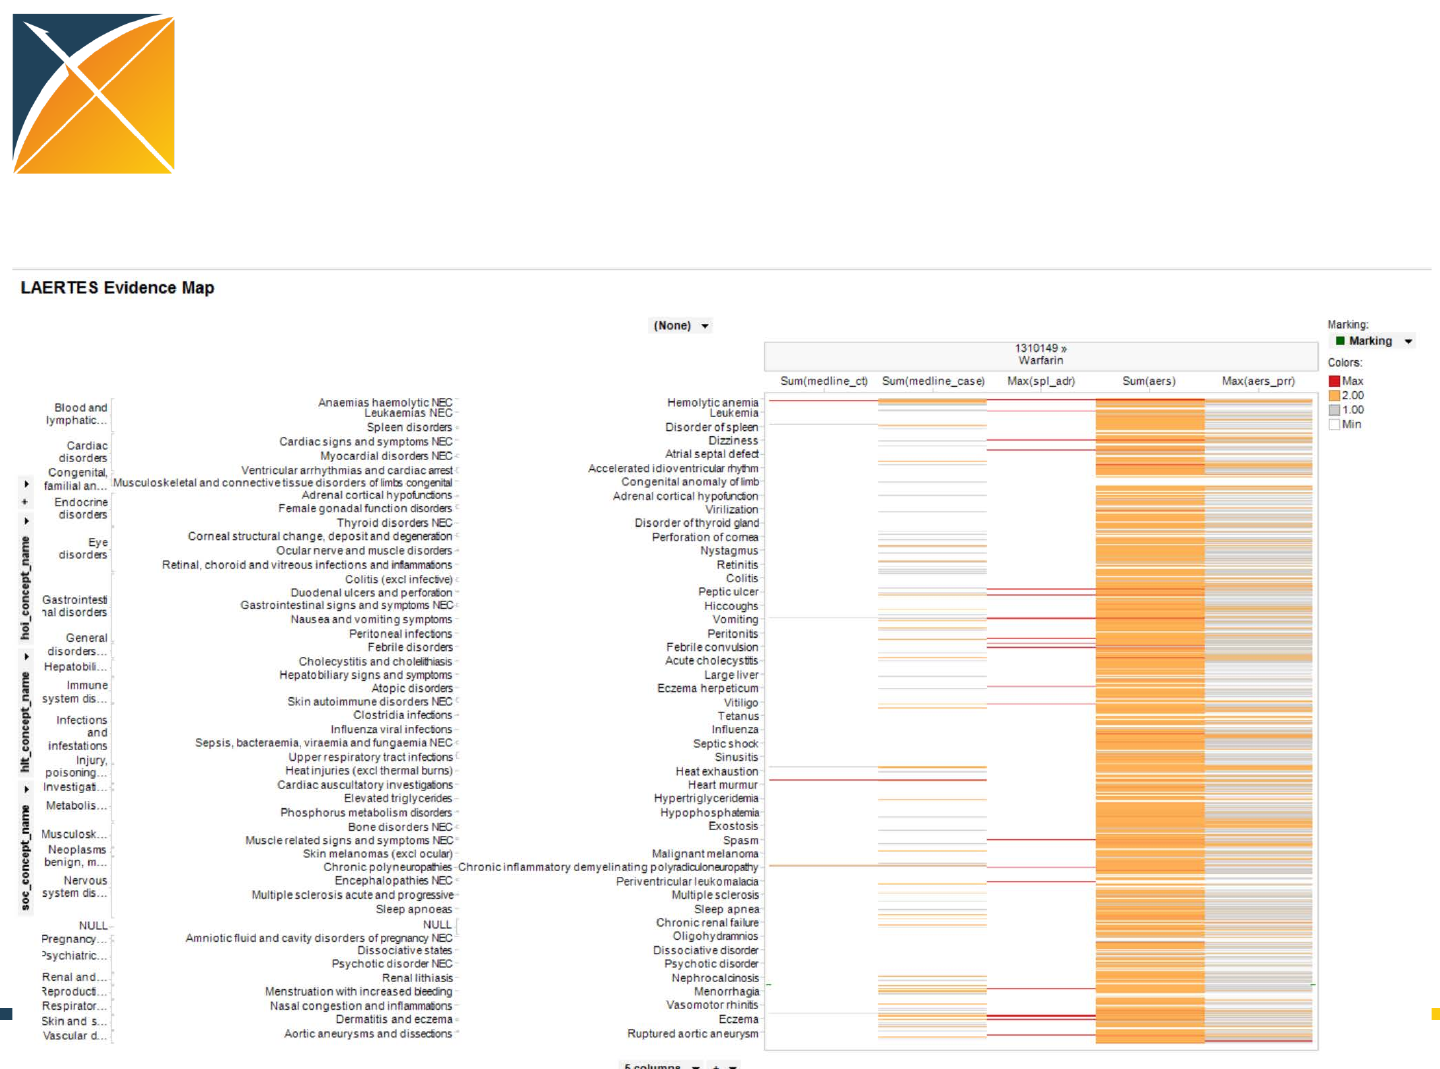 LAERTES Evidence Map
(None)
Marking:
Marking
Colors:
Max
2.00
1.00
Min
1310149 »
Warfarin
Sum(medline_ct)
Sum(medline_case)
Max(spl_adr)
Sum(aers)
Max(aers_prr)
soc_concept_name
hlt_concept_name
hoi_concept_name
+
Blood and
lymphatic...
Cardiac
disorders
Congenital,
familial an...
Endocrine
disorders
Eye
disorders
Gastrointesti
nal disorders
General
disorders...
Hepatobili...
Immune
system dis...
Infections
and
infestations
Injury,
poisoning...
Investigati...
Metabolis...
Musculosk...
Neoplasms
benign, m...
Nervous
system dis...
NULL
Pregnancy...
Psychiatric...
Renal and...
Reproducti...
Respirator...
Skin and s...
Vascular d...
Anaemias haemolytic NEC
Leukaemias NEC
Spleen disorders
Cardiac signs and symptoms NEC
Myocardial disorders NEC
Ventricular arrhythmias and cardiac arrest
Musculoskeletal and connective tissue disorders of limbs congenital
Adrenal cortical hypofunctions
Female gonadal function disorders
Thyroid disorders NEC
Corneal structural change, deposit and degeneration
Ocular nerve and muscle disorders
Retinal, choroid and vitreous infections and inflammations
Colitis (excl infective)
Duodenal ulcers and perforation
Gastrointestinal signs and symptoms NEC
Nausea and vomiting symptoms
Peritoneal infections
Febrile disorders
Cholecystitis and cholelithiasis
Hepatobiliary signs and symptoms
Atopic disorders
Skin autoimmune disorders NEC
Clostridia infections
Influenza viral infections
Sepsis, bacteraemia, viraemia and fungaemia NEC
Upper respiratory tract infections
Heat injuries (excl thermal burns)
Cardiac auscultatory investigations
Elevated triglycerides
Phosphorus metabolism disorders
Bone disorders NEC
Muscle related signs and symptoms NEC
Skin melanomas (excl ocular)
Chronic polyneuropathies
Encephalopathies NEC
Multiple sclerosis acute and progressive
Sleep apnoeas
NULL
Amniotic fluid and cavity disorders of pregnancy NEC
Dissociative states
Psychotic disorder NEC
Renal lithiasis
Menstruation with increased bleeding
Nasal congestion and inflammations
Dermatitis and eczema
Aortic aneurysms and dissections
Hemolytic anemia
Leukemia
Disorder of spleen
Dizziness
Atrial septal defect
Accelerated idioventricular rhythm
Congenital anomaly of limb
Adrenal cortical hypofunction
Virilization
Disorder of thyroid gland
Perforation of cornea
Nystagmus
Retinitis
Colitis
Peptic ulcer
Hiccoughs
Vomiting
Peritonitis
Febrile convulsion
Acute cholecystitis
Large liver
Eczema herpeticum
Vitiligo
Tetanus
Influenza
Septic shock
Sinusitis
Heat exhaustion
Heart murmur
Hypertriglyceridemia
Hypophosphatemia
Exostosis
Spasm
Malignant melanoma
Chronic inflammatory demyelinating polyradiculoneuropathy
Periventricular leukomalacia
Multiple sclerosis
Sleep apnea
Chronic renal failure
Oligohydramnios
Dissociative disorder
Psychotic disorder
Nephrocalcinosis
Menorrhagia
Vasomotor rhinitis
Eczema
Ruptured aortic aneurysm
5 columns
+